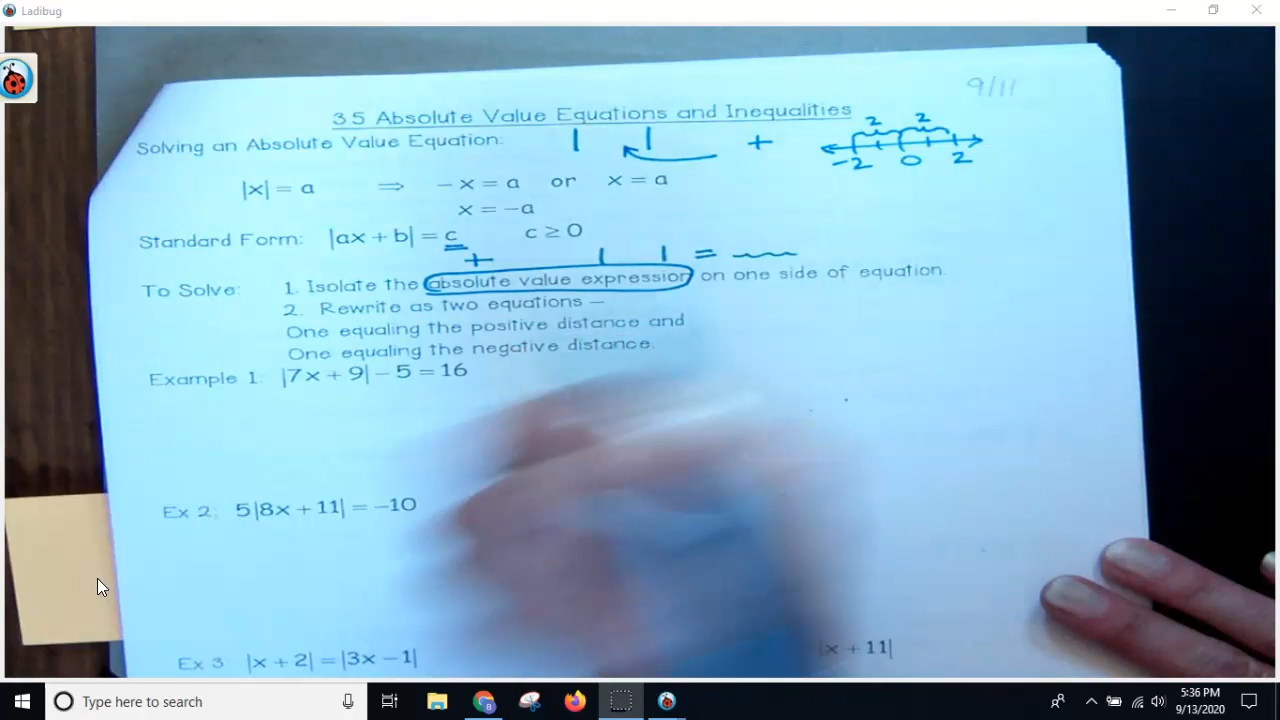 Ladibug
9/11
3.5 Absolute Value Equations and Inequalities
Solving an Absolute Value Equation: | | +
2 2
-2 0 2
|x| = a ⇒ -x = a or x = a
x = -a
Standard Form: |ax + b| = c c ≥ 0
+ | | =
To Solve: 1. Isolate the absolute value expression on one side of equation.
2. Rewrite as two equations –
One equaling the positive distance and
One equaling the negative distance.
Example 1: |7x + 9| - 5 = 16
Ex 2: 5|8x + 11| = -10
Ex 3 |x + 2| = |3x - 1|
|x + 11|
Type here to search
5:36 PM
9/13/2020